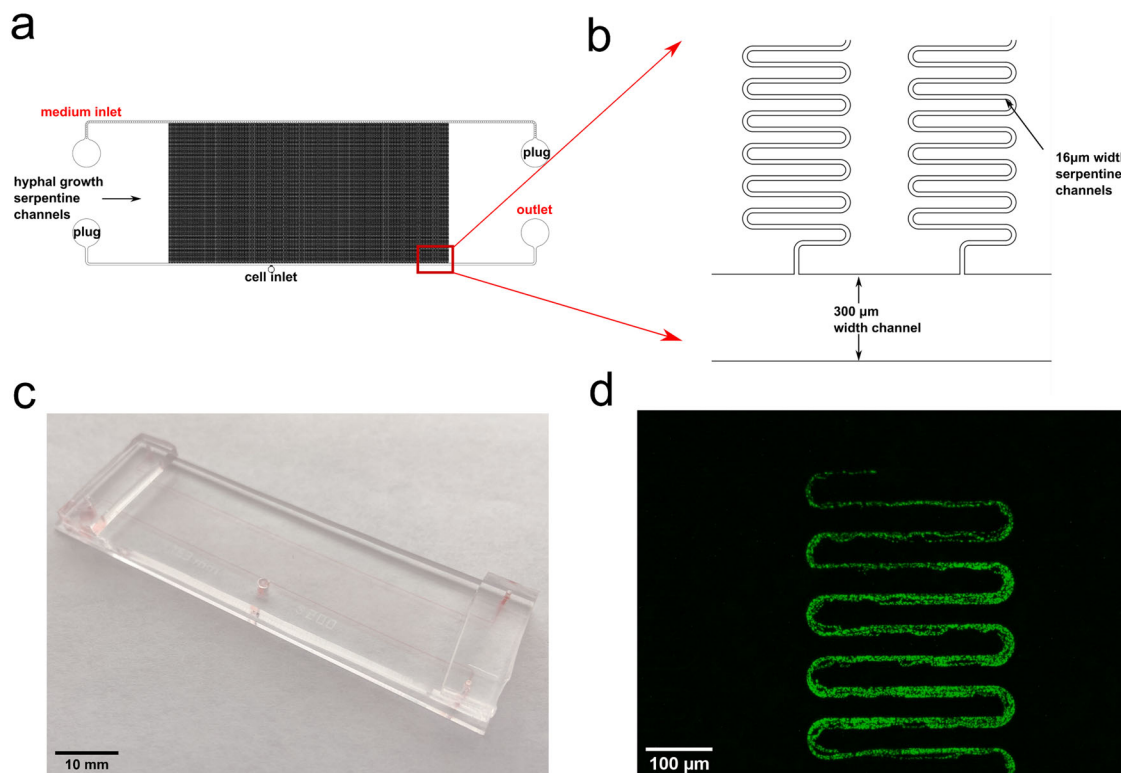 a
medium inlet
plug
hyphal growth
serpentine
channels
plug
outlet
cell inlet
b
16µm width
serpentine
channels
300 µm
width channel
c
10 mm
d
100 µm